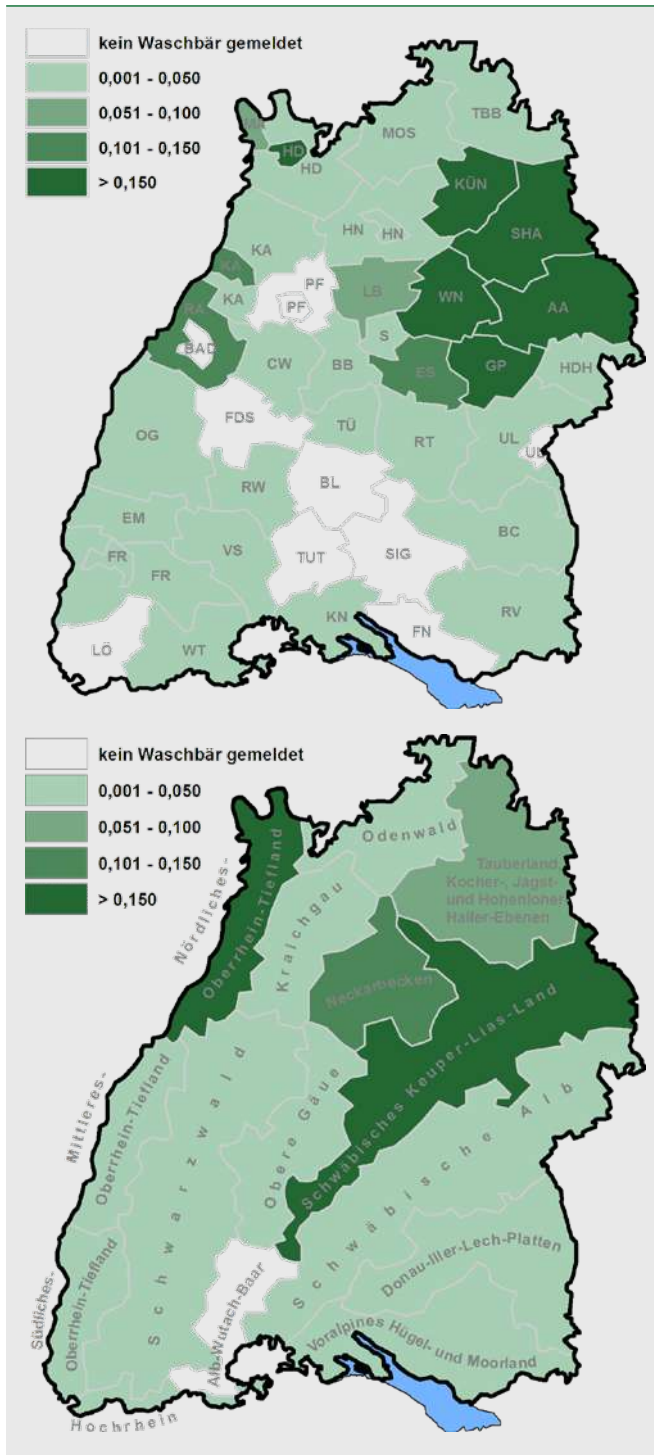 kein Waschbär gemeldet
0,001 - 0,050
0,051 - 0,100
0,101 - 0,150
> 0,150
TBB
MOS
MA
HD
HD
KÜN
HN
HN
SHA
KA
KA
KA
PF
PF
LB
WN
AA
RA
BAD
S
CW
BB
ES
GP
HDH
FDS
TÜ
RT
UL
UL
OG
RW
BL
EM
VS
BC
FR
FR
TUT
SIG
KN
RV
FN
LÖ
WT
kein Waschbär gemeldet
0,001 - 0,050
0,051 - 0,100
0,101 - 0,150
> 0,150
Odenwald
Tauberland,
Kocher-, Jagst-
und Hohenloher-
Haller-Ebenen
Nördliches-
Oberrhein-Tiefland
Kraichgau
Neckarbecken
Schwäbisches Keuper-Lias-Land
Mittleres-
Oberrhein-Tiefland
Schwarzwald
Obere Gäue
Schwäbische Alb
Donau-Iller-Lech-Platten
Südliches-
Oberrhein-Tiefland
Alb-Wutach-Baar
Voralpines Hügel- und Moorland
Hochrhein